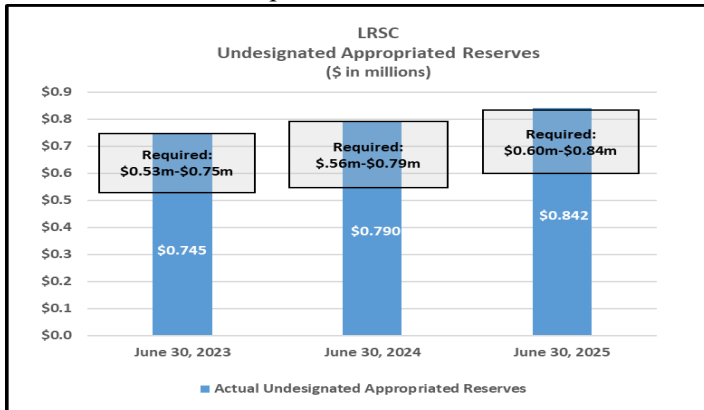 LRSC
Undesignated Appropriated Reserves
($ in millions)
$0.9
$0.8
$0.7
$0.6
$0.5
$0.4
$0.3
$0.2
$0.1
$0.0
Required:
$0.53m-$0.75m
Required:
$.56m-$0.79m
Required:
$0.60m-$0.84m
$0.745
$0.790
$0.842
June 30, 2023
June 30, 2024
June 30, 2025
Actual Undesignated Appropriated Reserves